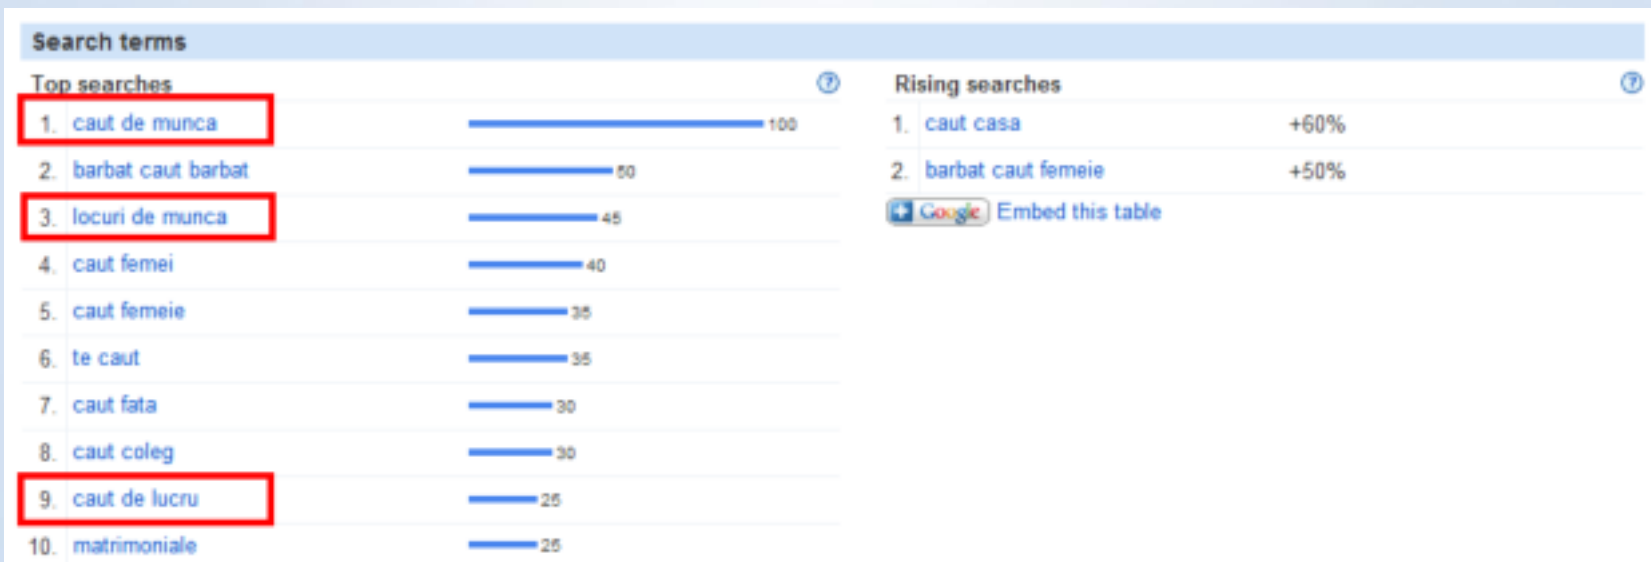 Search terms
Top searches
1. caut de munca 100
2. barbat caut barbat 50
3. locuri de munca 45
4. caut femei 40
5. caut femeie 35
6. te caut 35
7. caut fata 30
8. caut coleg 30
9. caut de lucru 25
10. matrimoniale 25
Rising searches
1. caut casa +60%
2. barbat caut femeie +50%
Google Embed this table